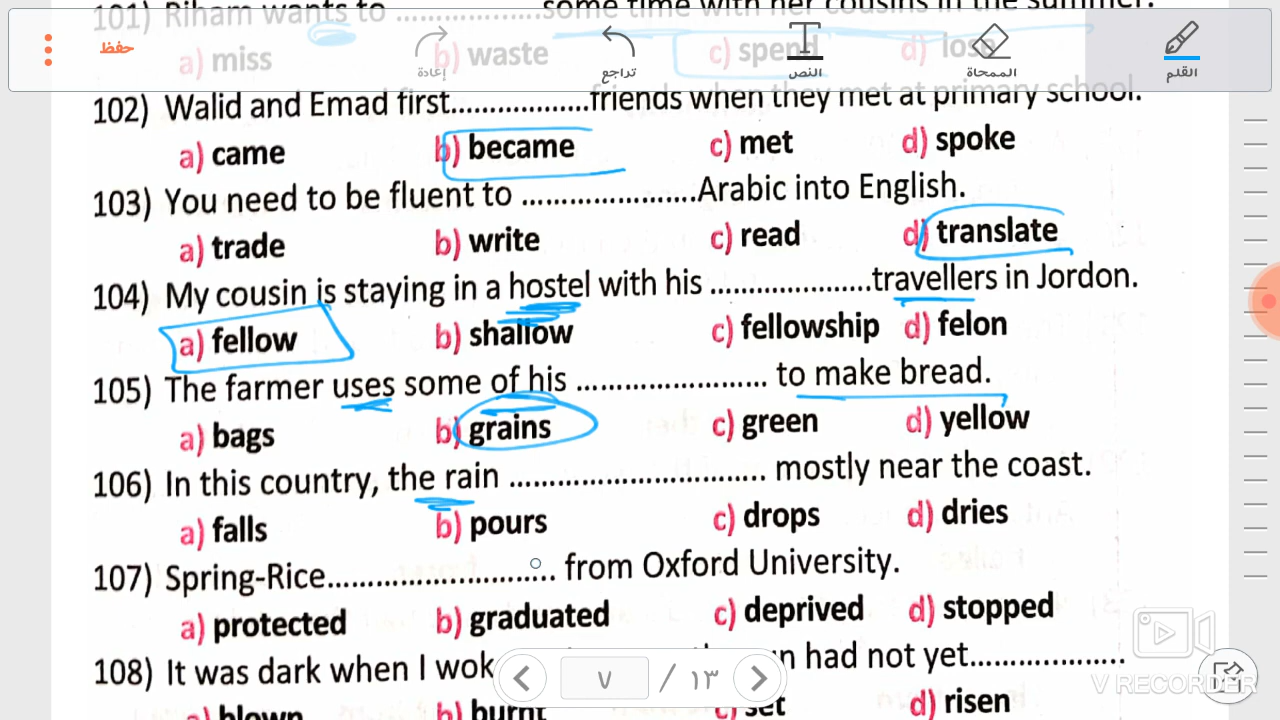 101) Riham wants to .................... some time with her cousins in the summer.
a) miss b) waste c) spend d) lose
حفظ
إعادة
تراجع
النص
الممحاة
القلم
102) Walid and Emad first.................friends when they met at primary school.
a) came b) became c) met d) spoke
103) You need to be fluent to ......................Arabic into English.
a) trade b) write c) read d) translate
104) My cousin is staying in a hostel with his ....................travellers in Jordon.
a) fellow b) shallow c) fellowship d) felon
105) The farmer uses some of his ........................ to make bread.
a) bags b) grains c) green d) yellow
106) In this country, the rain ................................ mostly near the coast.
a) falls b) pours c) drops d) dries
107) Spring-Rice............................. from Oxford University.
a) protected b) graduated c) deprived d) stopped
108) It was dark when I wok n had not yet...................
a) blown b) burnt c) set d) risen
٧ / ١٣
V RECORDER